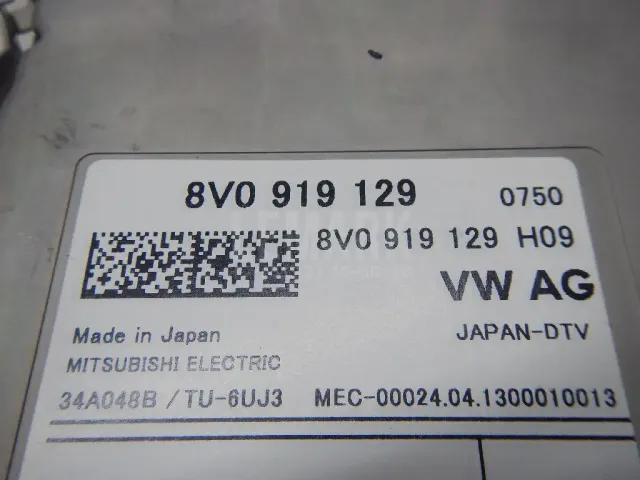 8V0 919 129 0750
8V0 919 129 H09
VW AG
Made in Japan JAPAN-DTV
MITSUBISHI ELECTRIC
34A048B / TU-6UJ3 MEC-00024.04.1300010013